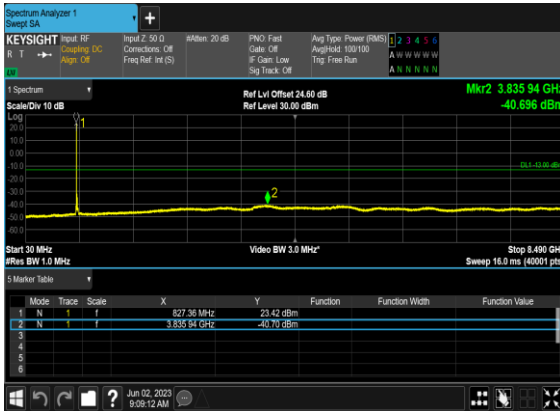 Spectrum Analyzer 1
Swept SA
+
KEYSIGHT Input: RF Input Z: 50 Ω #Atten: 20 dB PNO: Fast Avg Type: Power (RMS) 1 2 3 4 5 6
R T Coupling: DC Corrections: Off Gate: Off Avg|Hold: 100/100 A W W W W W
Align: Off Freq Ref: Int (S) IF Gain: Low Trig: Free Run
Sig Track: Off A N N N N N
1 Spectrum Ref Lvl Offset 24.60 dB Mkr2 3.835 94 GHz
Scale/Div 10 dB Ref Level 30.00 dBm -40.696 dBm
Log
20.0
10.0
0.00
-10.0
-20.0
-30.0
-40.0
-50.0
-60.0
1
2
DL1 -13.00 dBm
Start 30 MHz Video BW 3.0 MHz* Stop 8.490 GHz
#Res BW 1.0 MHz Sweep 16.0 ms (40001 pts)
5 Marker Table
Mode Trace Scale X Y Function Function Width Function Value
1 N 1 f 827.36 MHz 23.42 dBm
2 N 1 f 3.835 94 GHz -40.70 dBm
3
4
5
6
? Jun 02, 2023
9:09:12 AM